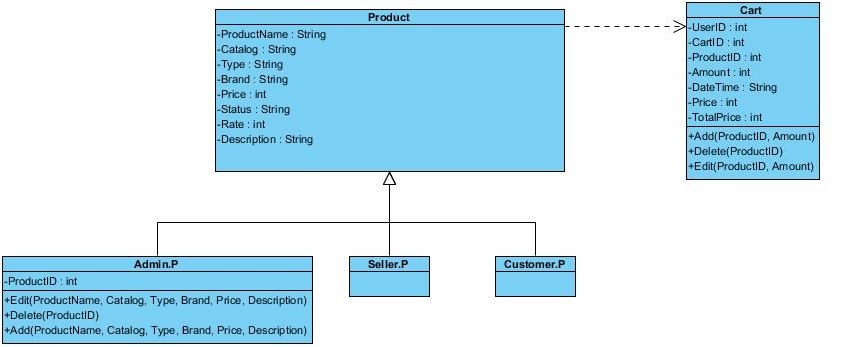 Product
-ProductName : String
-Catalog : String
-Type : String
-Brand : String
-Price : int
-Status : String
-Rate : int
-Description : String
Cart
-UserID : int
-CartID : int
-ProductID : int
-Amount : int
-DateTime : String
-Price : int
-TotalPrice : int
+Add(ProductID, Amount)
+Delete(ProductID)
+Edit(ProductID, Amount)
Admin.P
-ProductID : int
+Edit(ProductName, Catalog, Type, Brand, Price, Description)
+Delete(ProductID)
+Add(ProductName, Catalog, Type, Brand, Price, Description)
Seller.P
Customer.P